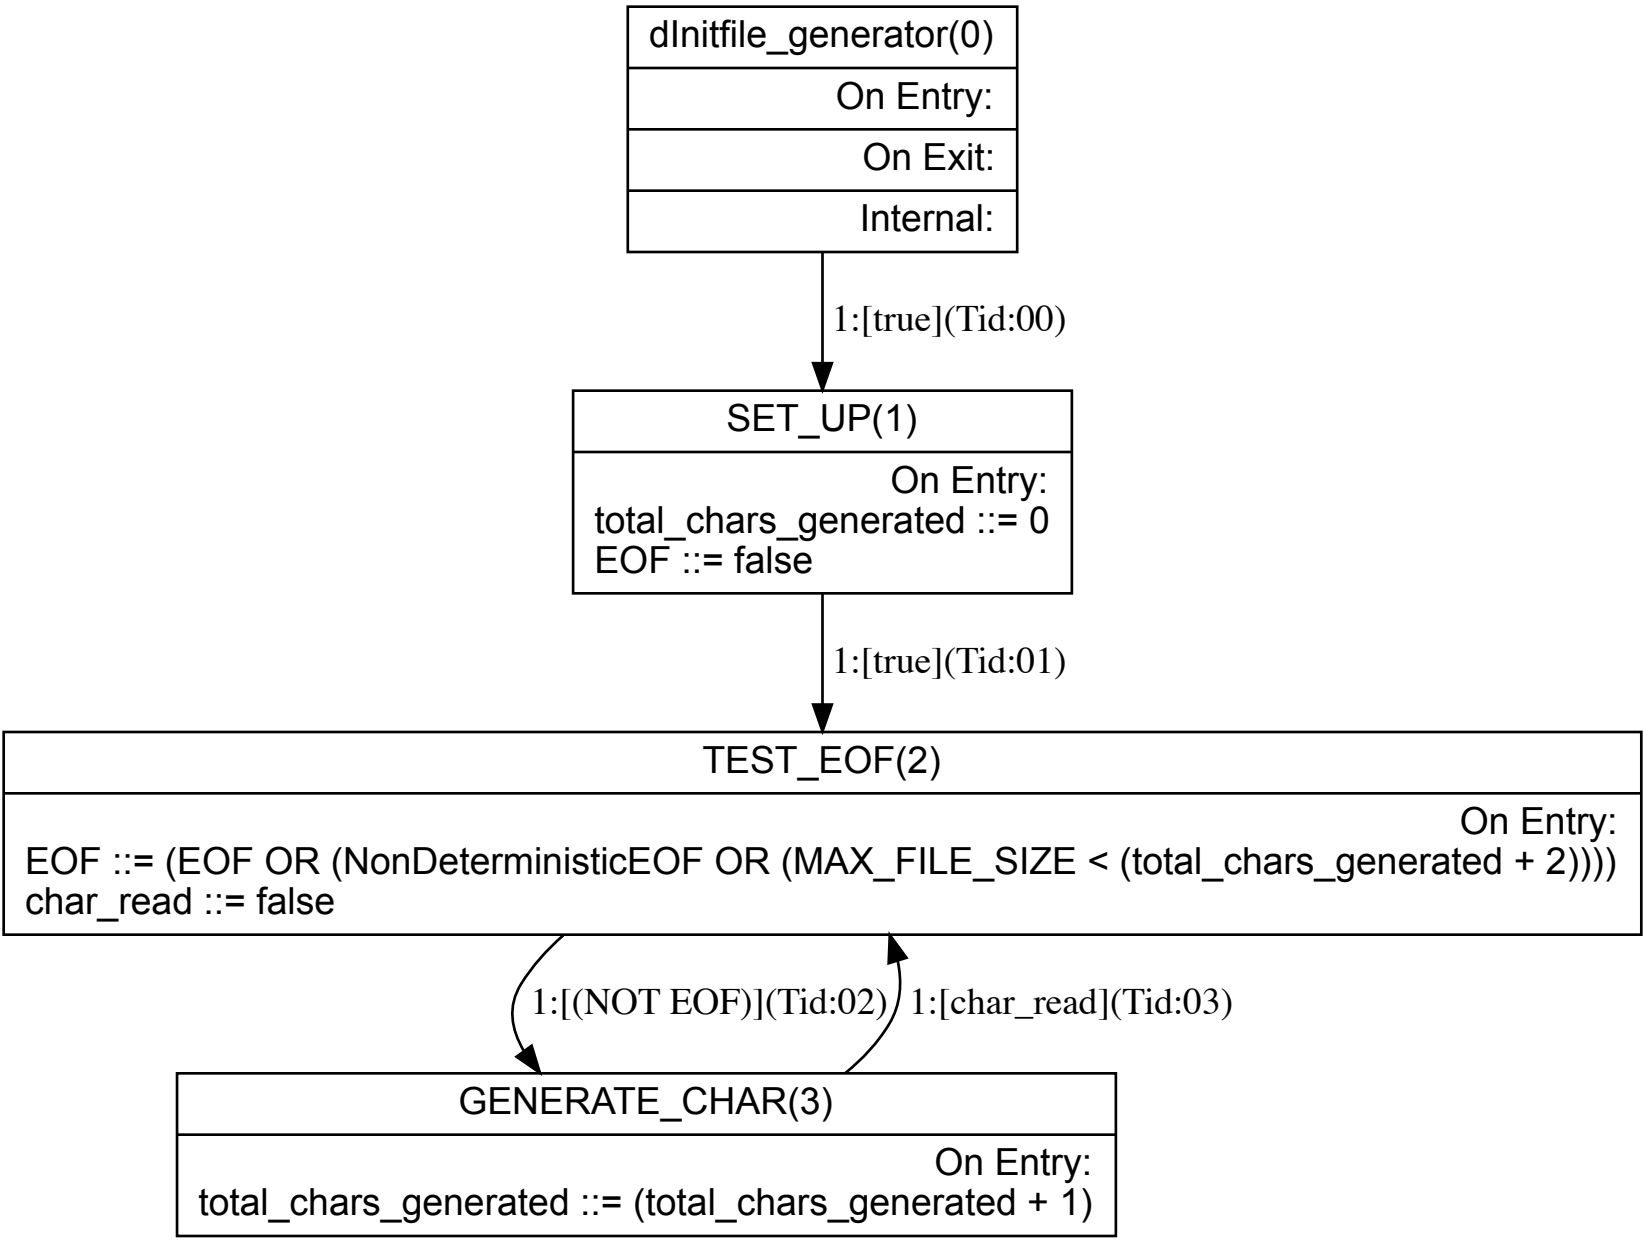 dInitfile_generator(0)
On Entry:
On Exit:
Internal:
1:[true](Tid:00)
SET_UP(1)
On Entry:
total_chars_generated ::= 0
EOF ::= false
1:[true](Tid:01)
TEST_EOF(2)
On Entry:
EOF ::= (EOF OR (NonDeterministicEOF OR (MAX_FILE_SIZE < (total_chars_generated + 2))))
char_read ::= false
1:[(NOT EOF)](Tid:02)
1:[char_read](Tid:03)
GENERATE_CHAR(3)
On Entry:
total_chars_generated ::= (total_chars_generated + 1)